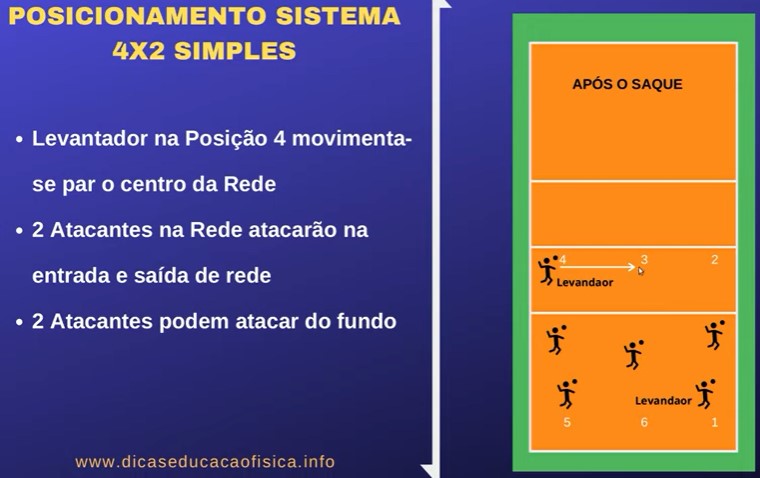 POSICIONAMENTO SISTEMA
4X2 SIMPLES
• Levantador na Posição 4 movimenta-
se par o centro da Rede
• 2 Atacantes na Rede atacarão na
entrada e saída de rede
• 2 Atacantes podem atacar do fundo
www.dicaseducacaofisica.info
APÓS O SAQUE
4 3 2
Levandaor
Levandaor
5 6 1